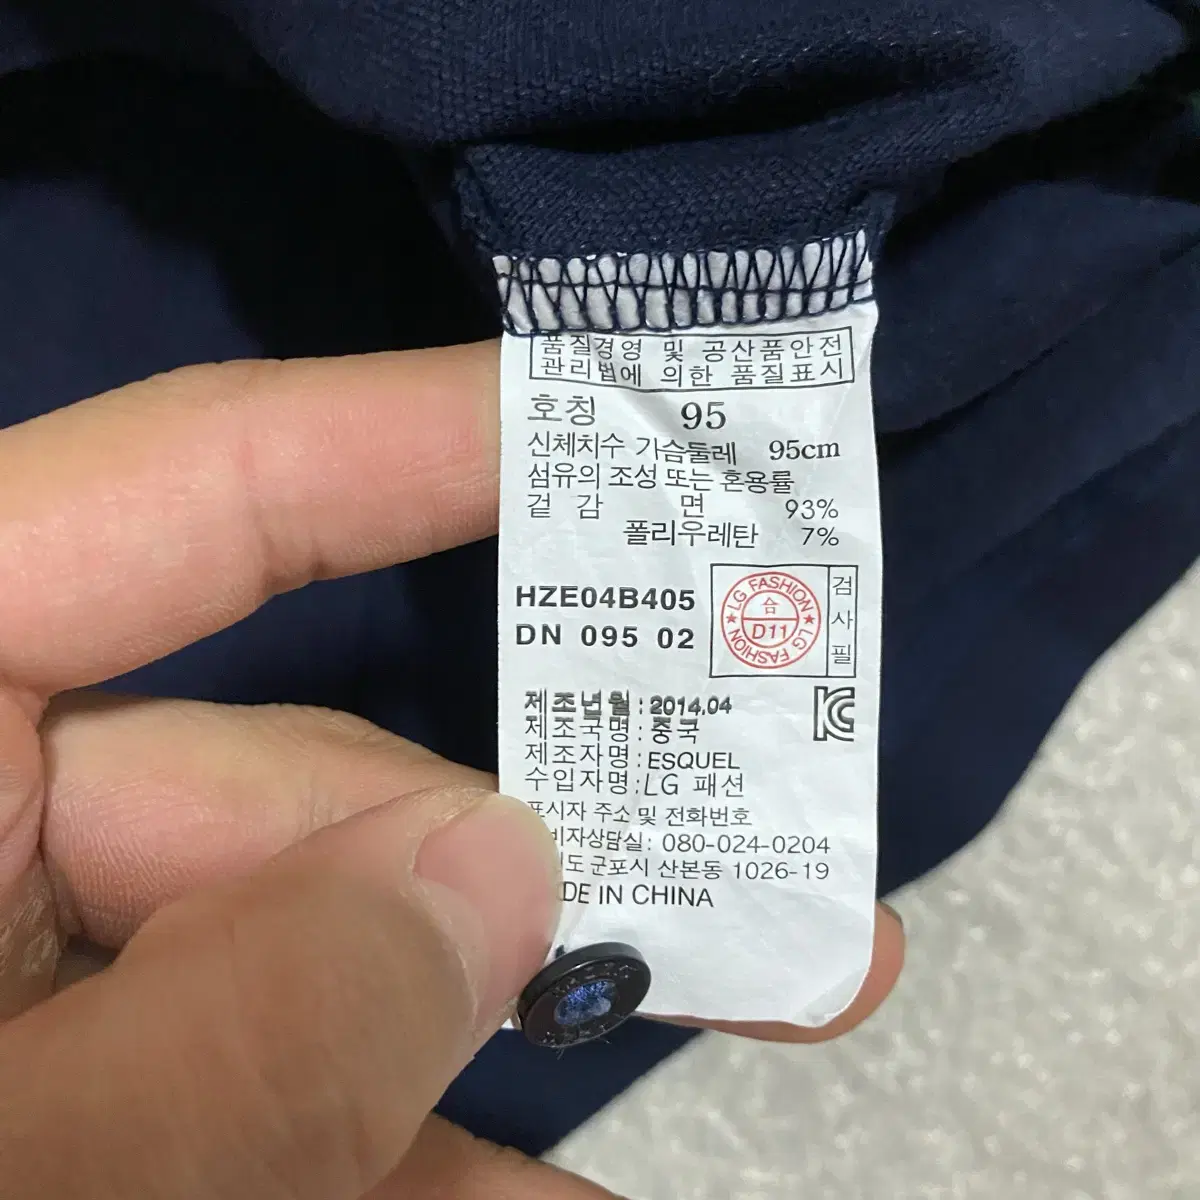 품질경영 및 공산품안전
관리법에 의한 품질표시
호칭 95
신체치수 가슴둘레 95cm
섬유의 조성 또는 혼용률
겉 감 면 93%
폴리우레탄 7%
HZE04B405
DN 095 02
LG FASHION ★ LG FASHION ★
合
D11
검사필
제조년월 : 2014.04
제조국명 : 중국
제조자명 : ESQUEL
수입자명 : LG 패션
표시자 주소 및 전화번호
비자상담실: 080-024-0204
도 군포시 산본동 1026-19
DE IN CHINA